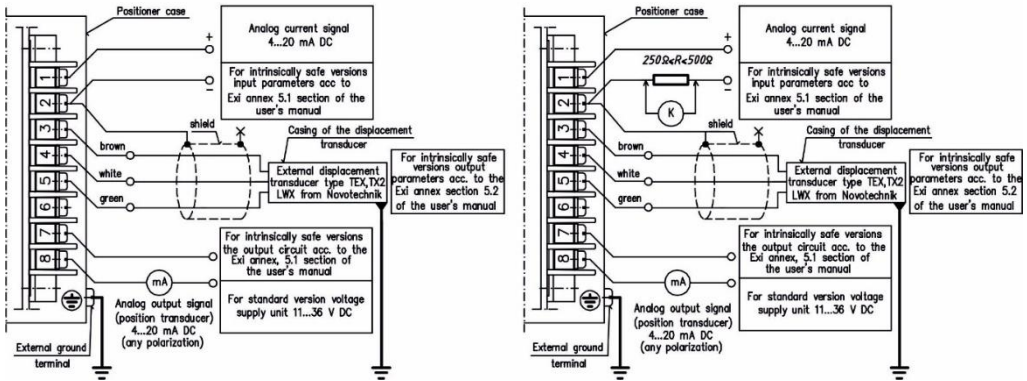 Positioner case
1
2
3
4
5
6
7
8
+
–
Analog current signal
4...20 mA DC
For intrinsically safe versions
input parameters acc to
Exi annex 5.1 section of the
user's manual
shield
Casing of the displacement
transducer
brown
white
green
External displacement
transducer type TEX,TX2
LWX from Novotechnik
For intrinsically safe
versions output
parameters acc. to the
Exi annex section 5.2
of the user's manual
For intrinsically safe versions
the output circuit acc. to the
Exi annex, 5.1 section of
the user's manual
mA
For standard version voltage
supply unit 11...36 V DC
Analog output signal
(position transducer)
4...20 mA DC
(any polarization)
External ground
terminal
Positioner case
1
2
3
4
5
6
7
8
+
–
250Ω<R<500Ω
K
Analog current signal
4...20 mA DC
For intrinsically safe versions
input parameters acc to
Exi annex 5.1 section of the
user's manual
shield
Casing of the displacement
transducer
brown
white
green
External displacement
transducer type TEX,TX2
LWX from Novotechnik
For intrinsically safe
versions output
parameters acc. to the
Exi annex section 5.2
of the user's manual
For intrinsically safe versions
the output circuit acc. to the
Exi annex, 5.1 section of
the user's manual
mA
For standard version voltage
supply unit 11...36 V DC
Analog output signal
(position transducer)
4...20 mA DC
(any polarization)
External ground
terminal